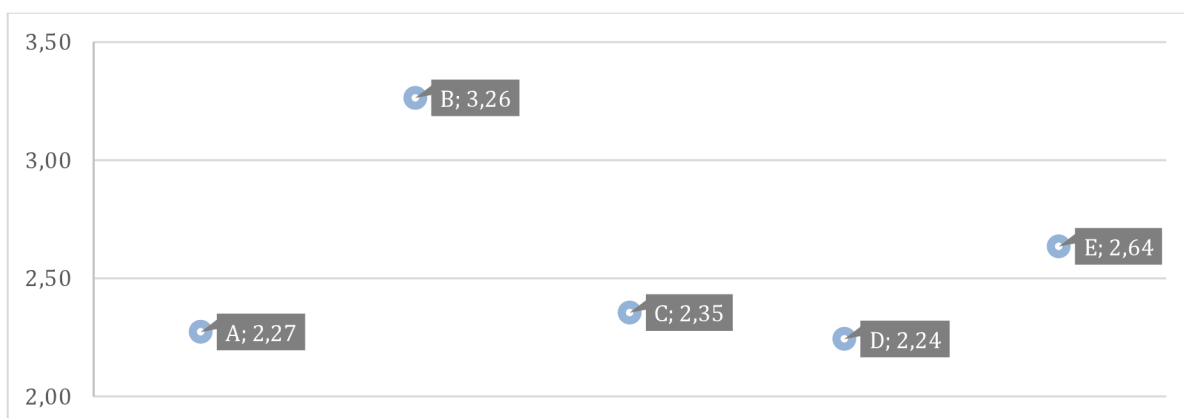 3,50
B; 3,26
3,00
E; 2,64
2,50
C; 2,35
A; 2,27
D; 2,24
2,00